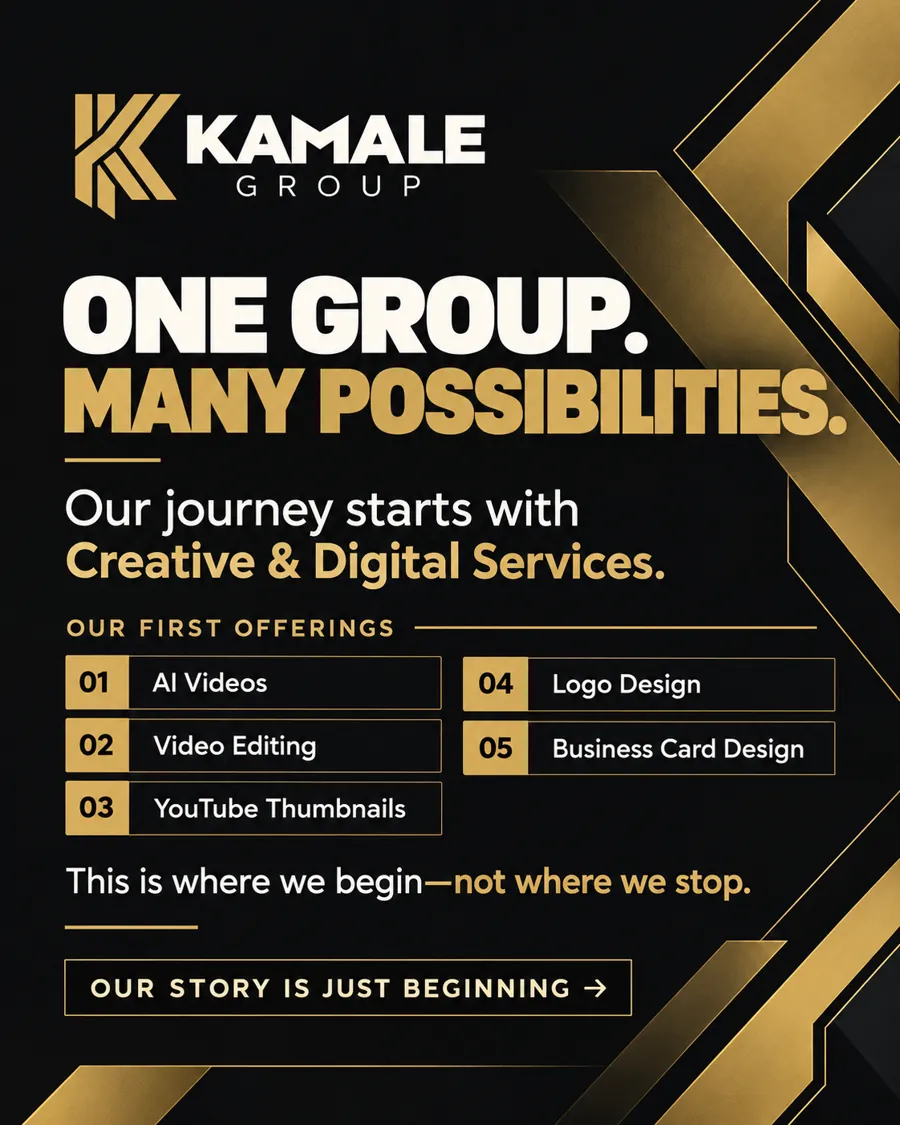 KAMALE
GROUP
ONE GROUP.
MANY POSSIBILITIES.
Our journey starts with
Creative & Digital Services.
OUR FIRST OFFERINGS
01 AI Videos
02 Video Editing
03 YouTube Thumbnails
04 Logo Design
05 Business Card Design
This is where we begin—not where we stop.
OUR STORY IS JUST BEGINNING →